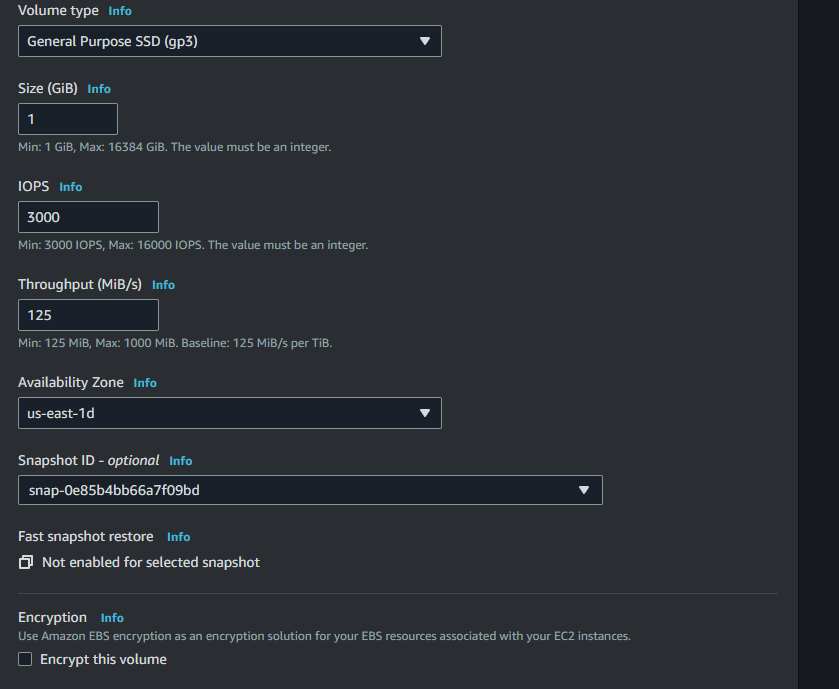 Volume type Info
General Purpose SSD (gp3)
Size (GiB) Info
1
Min: 1 GiB, Max: 16384 GiB. The value must be an integer.
IOPS Info
3000
Min: 3000 IOPS, Max: 16000 IOPS. The value must be an integer.
Throughput (MiB/s) Info
125
Min: 125 MiB, Max: 1000 MiB. Baseline: 125 MiB/s per TiB.
Availability Zone Info
us-east-1d
Snapshot ID - optional Info
snap-0e85b4bb66a7f09bd
Fast snapshot restore Info
Not enabled for selected snapshot
Encryption Info
Use Amazon EBS encryption as an encryption solution for your EBS resources associated with your EC2 instances.
Encrypt this volume